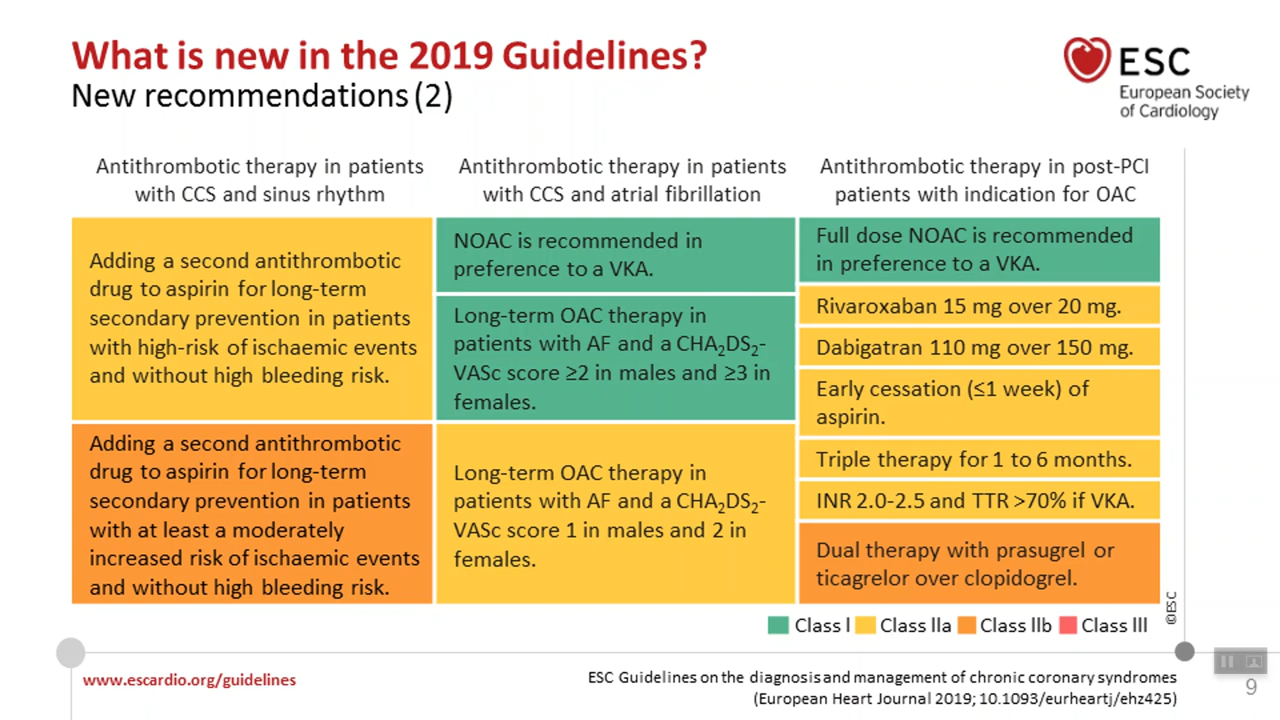 What is new in the 2019 Guidelines?
New recommendations (2)
ESC
European Society
of Cardiology
Antithrombotic therapy in patients
with CCS and sinus rhythm
Adding a second antithrombotic
drug to aspirin for long-term
secondary prevention in patients
with high-risk of ischaemic events
and without high bleeding risk.
Adding a second antithrombotic
drug to aspirin for long-term
secondary prevention in patients
with at least a moderately
increased risk of ischaemic events
and without high bleeding risk.
Antithrombotic therapy in patients
with CCS and atrial fibrillation
NOAC is recommended in
preference to a VKA.
Long-term OAC therapy in
patients with AF and a CHA₂DS₂-
VASc score ≥2 in males and ≥3 in
females.
Long-term OAC therapy in
patients with AF and a CHA₂DS₂-
VASc score 1 in males and 2 in
females.
Antithrombotic therapy in post-PCI
patients with indication for OAC
Full dose NOAC is recommended
in preference to a VKA.
Rivaroxaban 15 mg over 20 mg.
Dabigatran 110 mg over 150 mg.
Early cessation (≤1 week) of
aspirin.
Triple therapy for 1 to 6 months.
INR 2.0-2.5 and TTR >70% if VKA.
Dual therapy with prasugrel or
ticagrelor over clopidogrel.
©ESC
Class I Class IIa Class IIb Class III
www.escardio.org/guidelines
ESC Guidelines on the diagnosis and management of chronic coronary syndromes
(European Heart Journal 2019; 10.1093/eurheartj/ehz425)
9